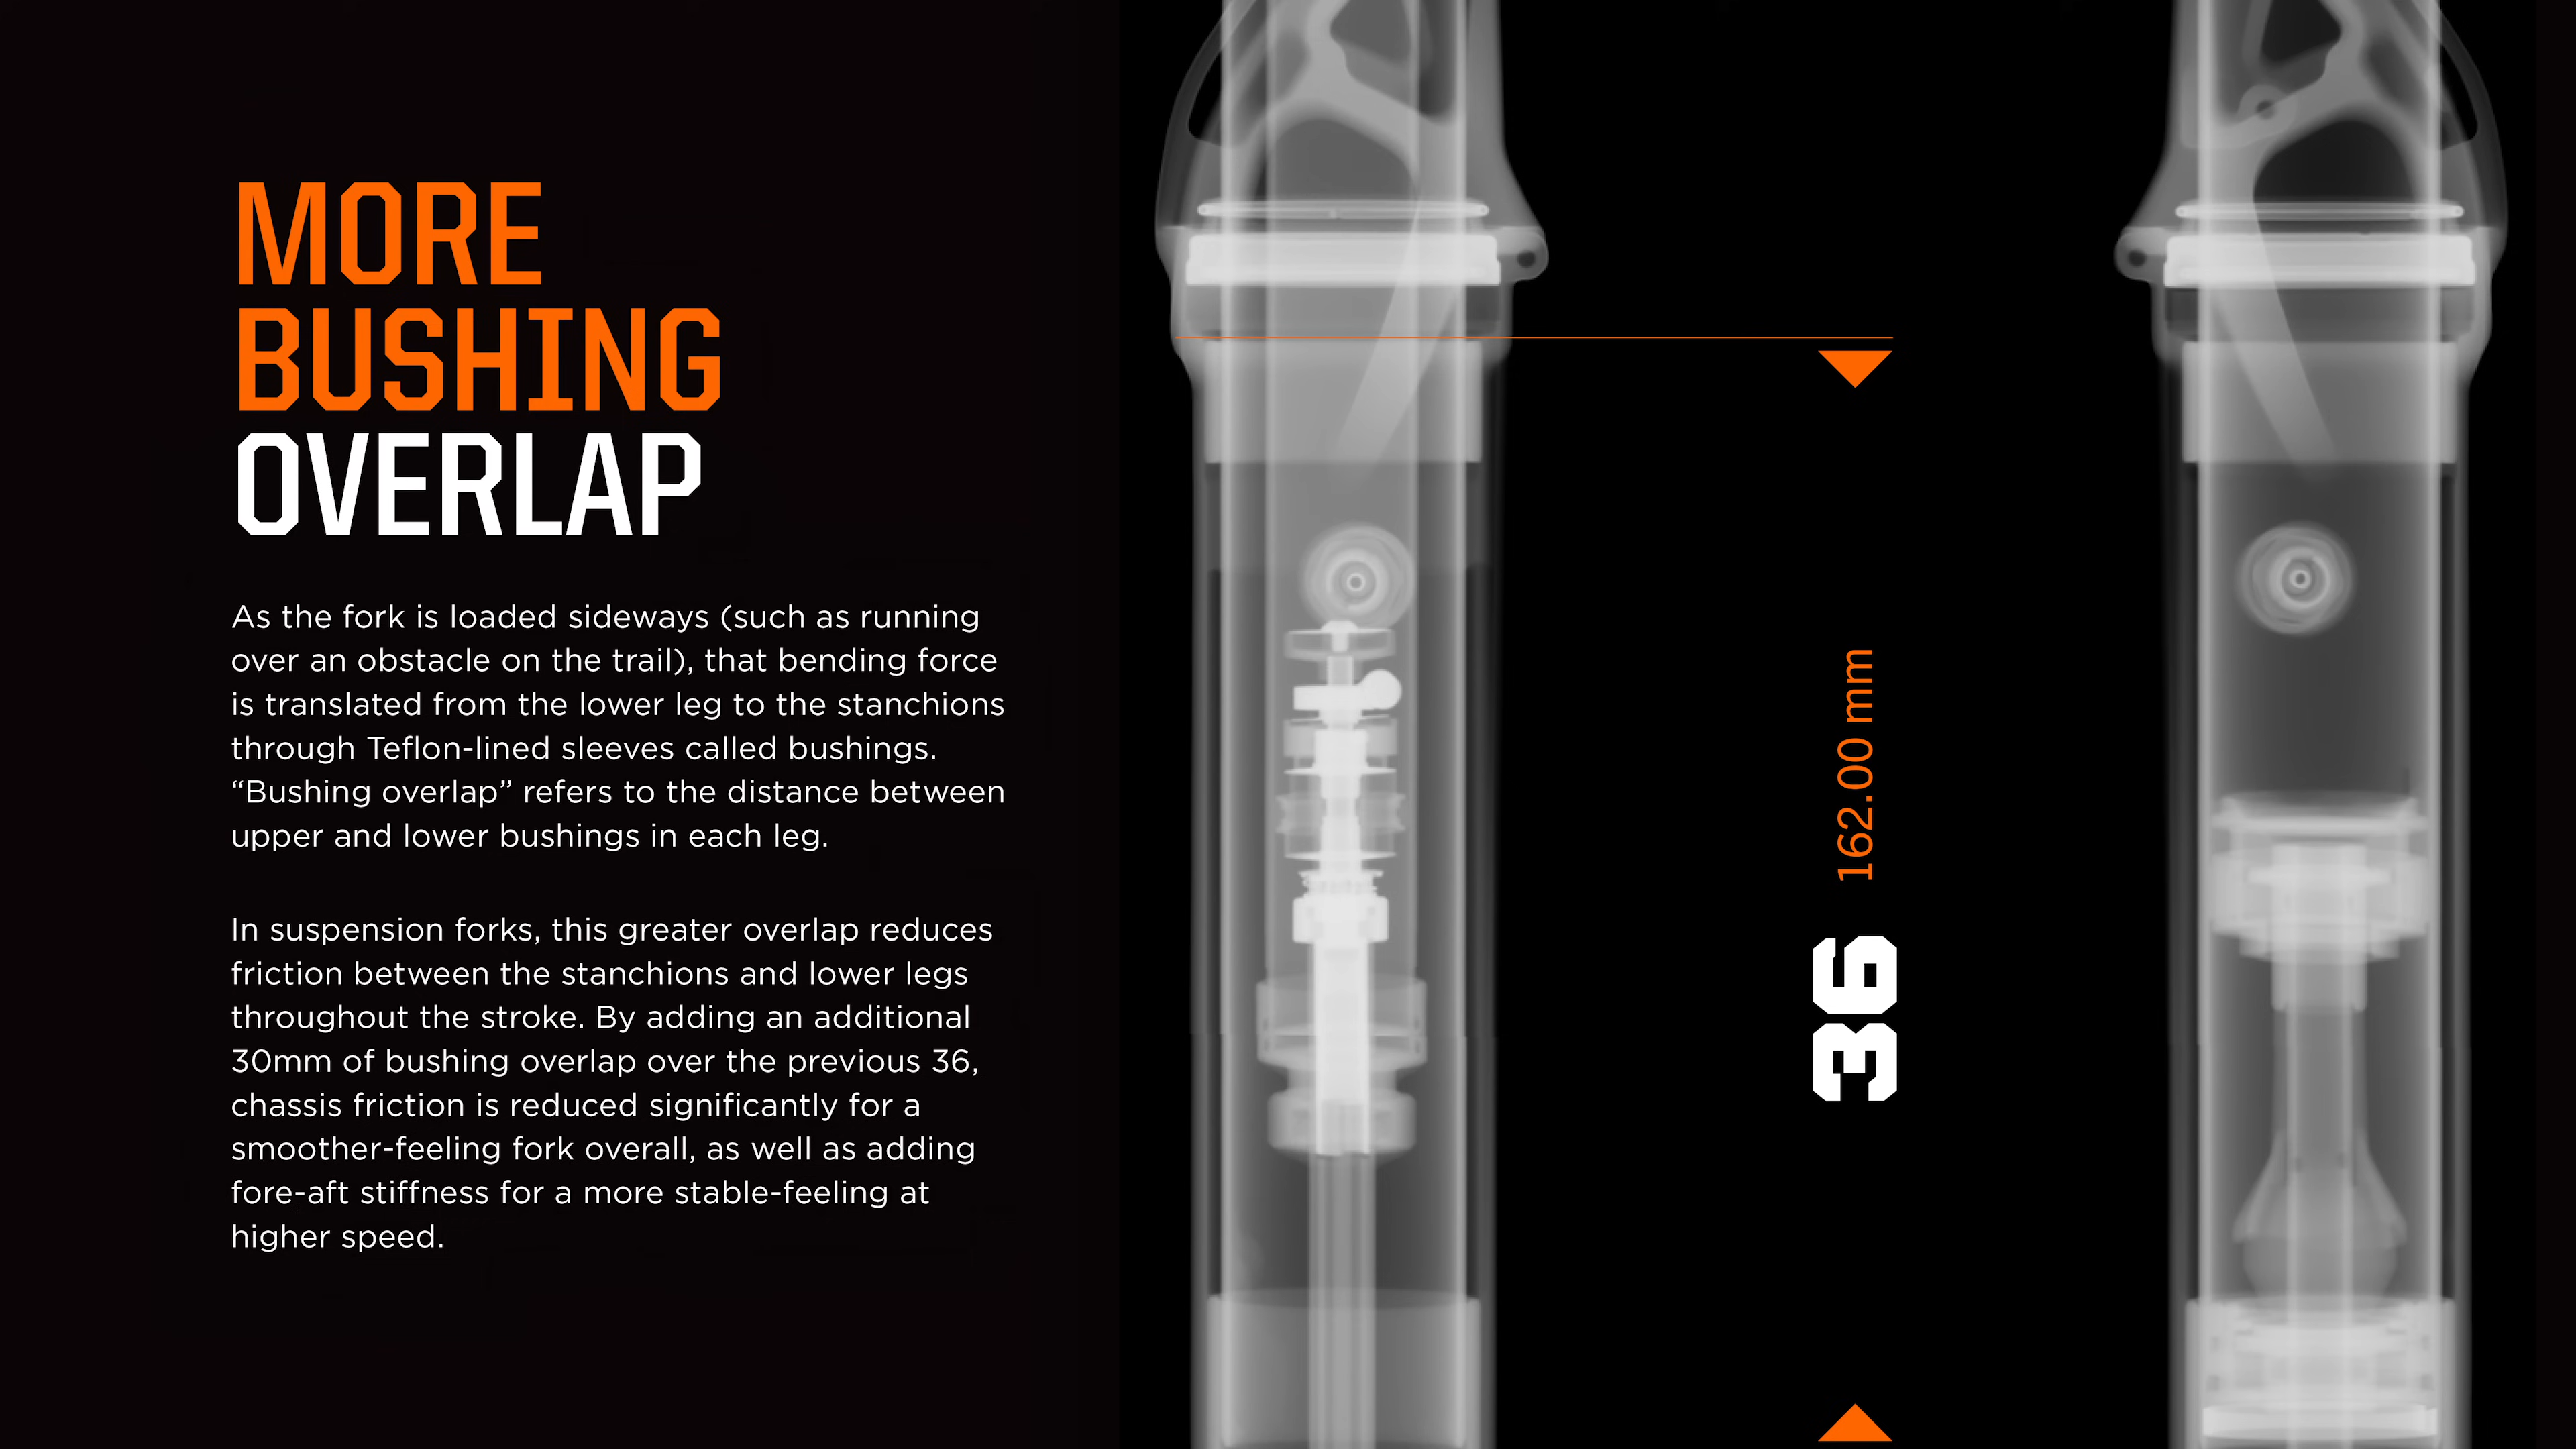 MORE
BUSHING
OVERLAP
As the fork is loaded sideways (such as running
over an obstacle on the trail), that bending force
is translated from the lower leg to the stanchions
through Teflon-lined sleeves called bushings.
“Bushing overlap” refers to the distance between
upper and lower bushings in each leg.
In suspension forks, this greater overlap reduces
friction between the stanchions and lower legs
throughout the stroke. By adding an additional
30mm of bushing overlap over the previous 36,
chassis friction is reduced significantly for a
smoother-feeling fork overall, as well as adding
fore-aft stiffness for a more stable-feeling at
higher speed.
36 162.00 mm